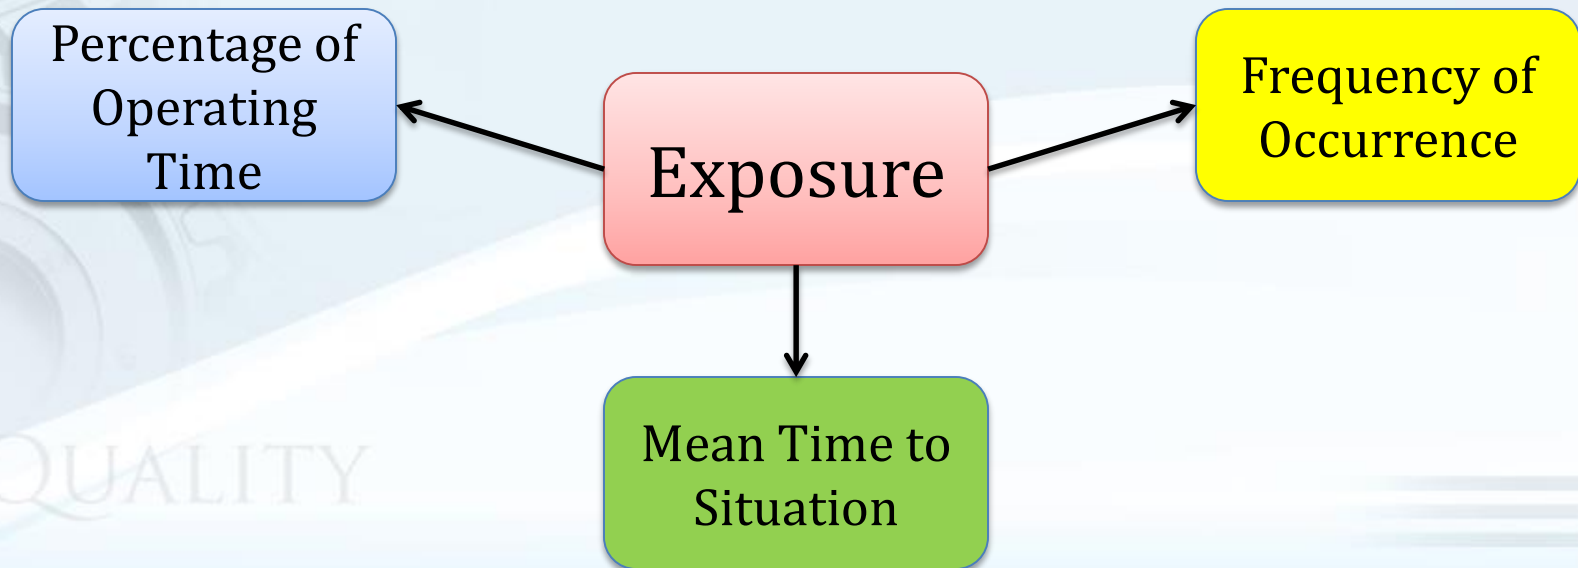 Percentage of
Operating
Time
Exposure
Frequency of
Occurrence
Mean Time to
Situation
QUALITY